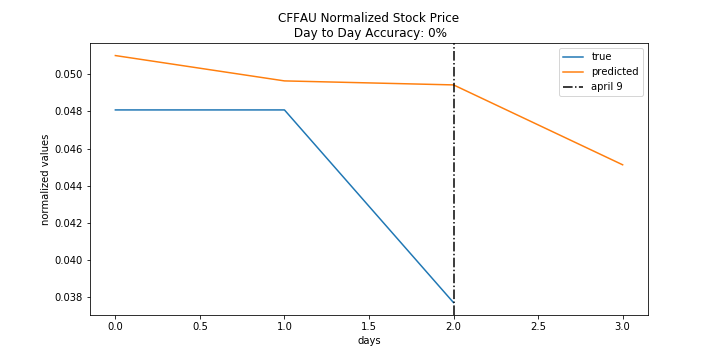 CFFAU Normalized Stock Price
Day to Day Accuracy: 0%
true
predicted
april 9
normalized values
0.050
0.048
0.046
0.044
0.042
0.040
0.038
0.0 0.5 1.0 1.5 2.0 2.5 3.0
days